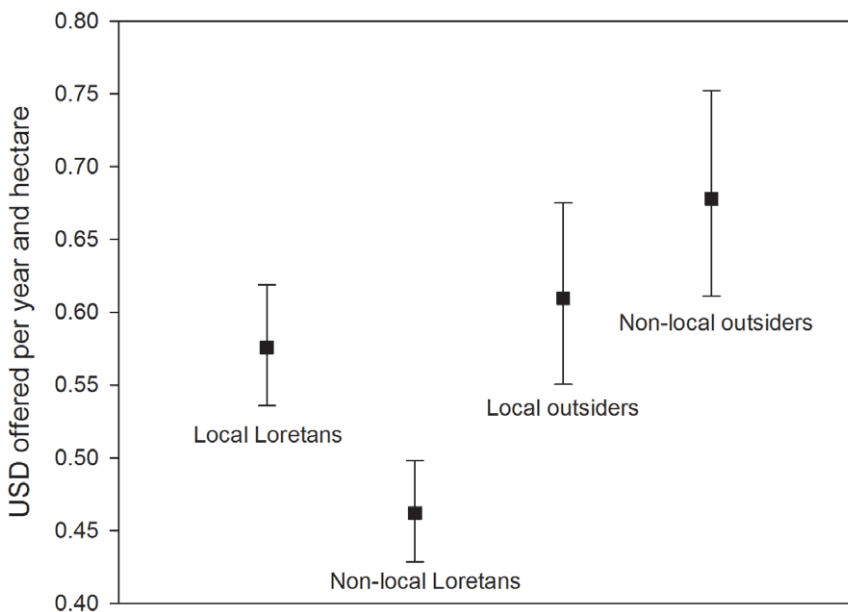 USD offered per year and hectare
0.80
0.75
0.70
0.65
0.60
0.55
0.50
0.45
0.40
Local Loretans
Non-local Loretans
Local outsiders
Non-local outsiders